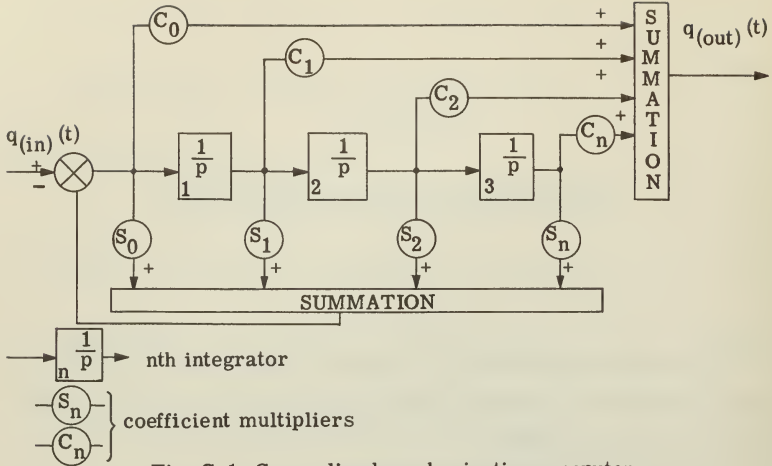 C0
+
C1
+
C2
+
Cn
+
SUMMATION
q(out) (t)
q(in) (t)
+
−
1/p
1
1/p
2
1/p
3
S0
+
S1
+
S2
+
Sn
+
SUMMATION
n 1/p nth integrator
Sn
Cn
coefficient multipliers